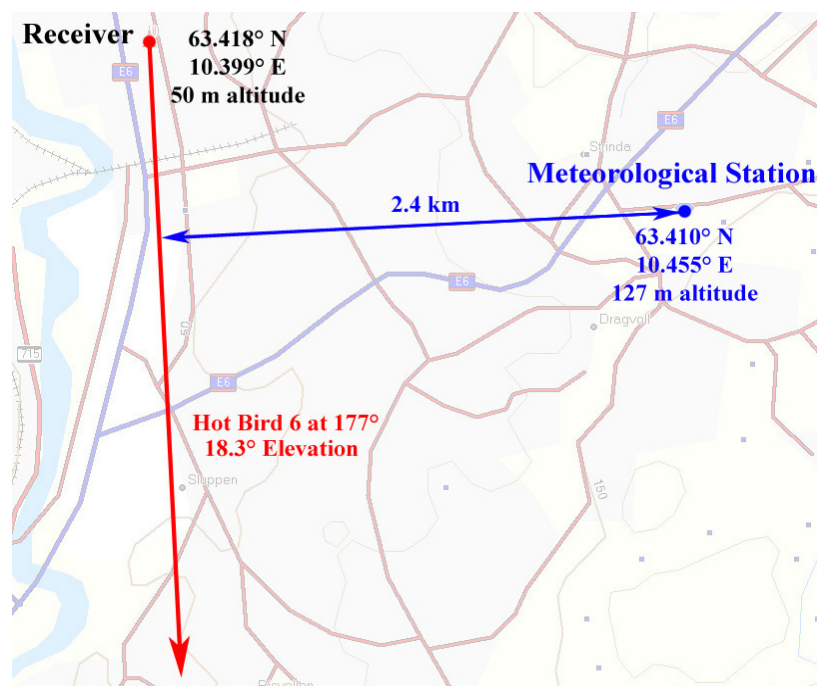 Receiver
63.418° N
10.399° E
50 m altitude
E6
E6
Strinda
Meteorological Station
2.4 km
63.410° N
10.455° E
127 m altitude
E6
Dragvoll
50
715
E6
Hot Bird 6 at 177°
18.3° Elevation
Sluppen
150